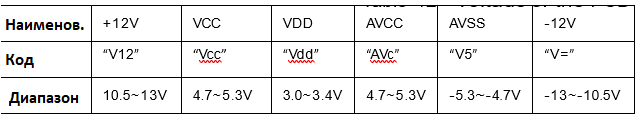 Наименов. +12V VCC VDD AVCC AVSS -12V
Код “V12” “Vcc” “Vdd” “AVc” “V5” “V=”
Диапазон 10.5~13V 4.7~5.3V 3.0~3.4V 4.7~5.3V -5.3~-4.7V -13~-10.5V